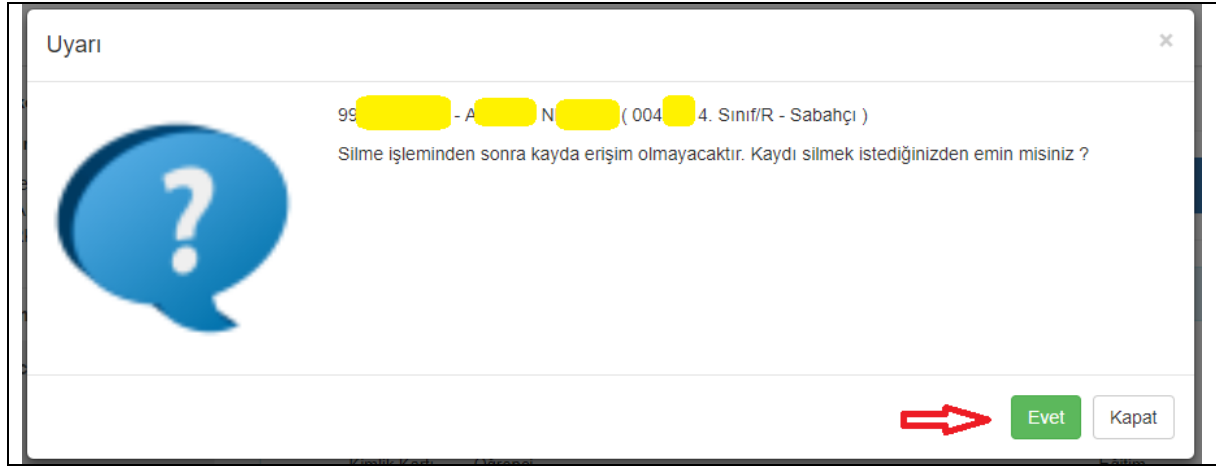 Uyarı
×
99 - A N ( 004 4. Sınıf/R - Sabahçı )
Silme işleminden sonra kayda erişim olmayacaktır. Kaydı silmek istediğinizden emin misiniz ?
?
Evet Kapat